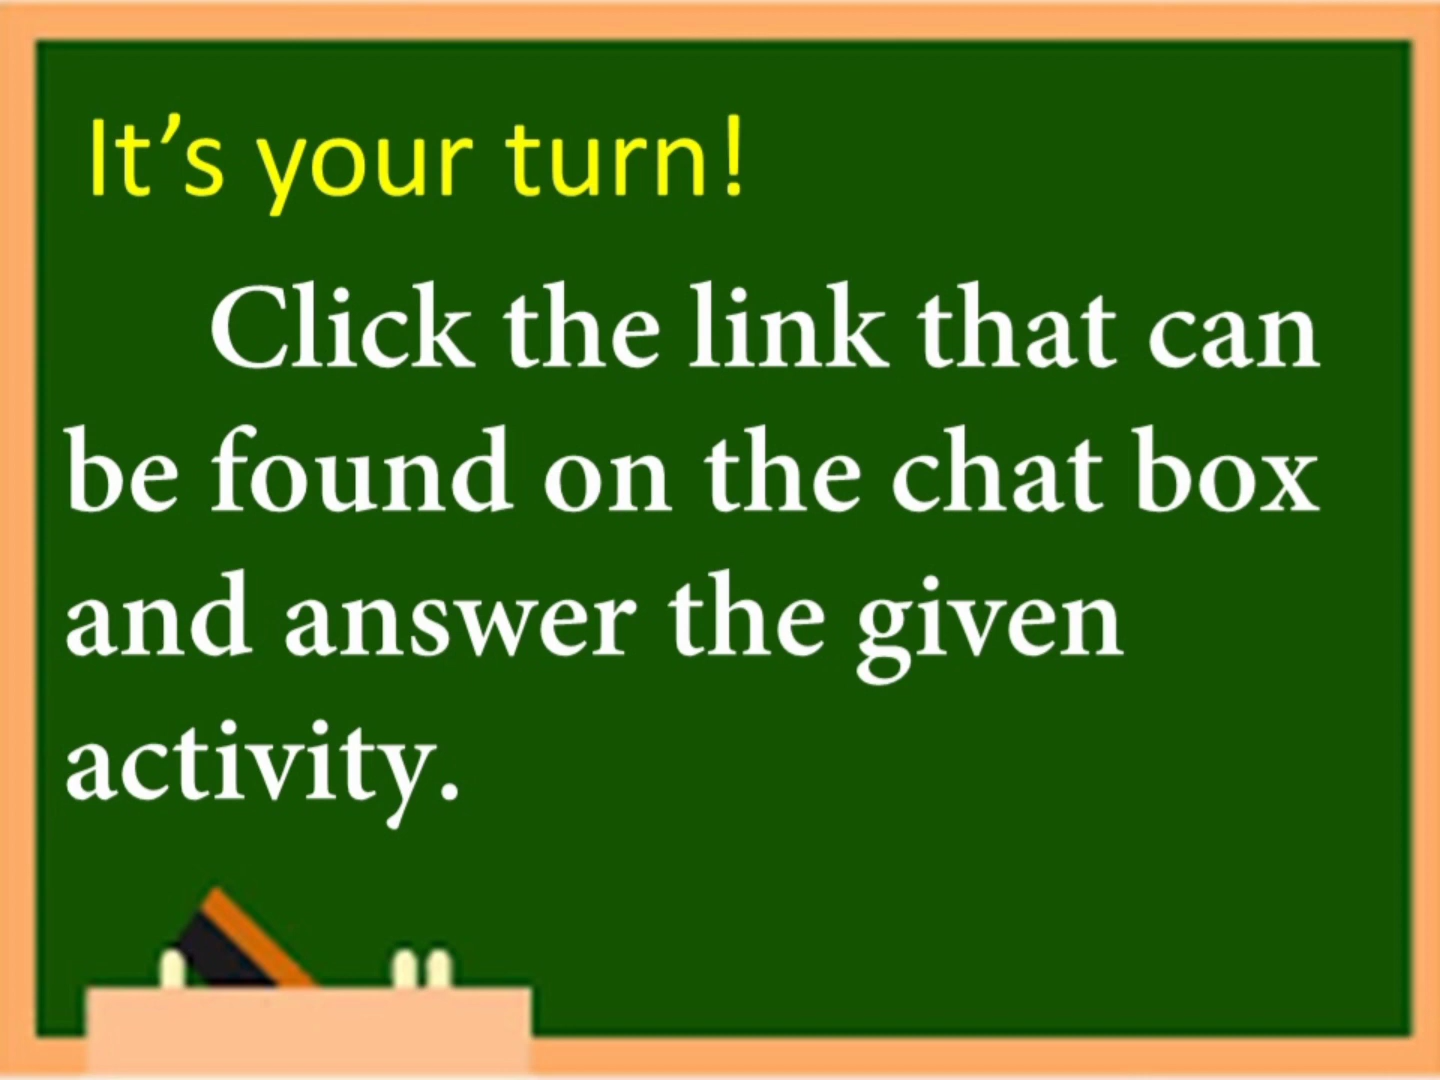 It’s your turn!
Click the link that can
be found on the chat box
and answer the given
activity.